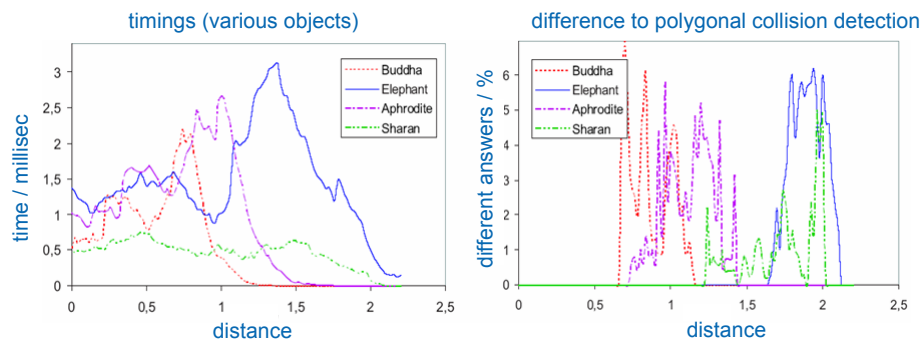 timings (various objects)
time / millisec
3
2,5
2
1,5
1
0,5
0
Buddha
Elephant
Aphrodite
Sharan
0
0,5
1
1,5
2
2,5
distance
difference to polygonal collision detection
different answers / %
6
5
4
3
2
1
0
Buddha
Elephant
Aphrodite
Sharan
0
0,5
1
1,5
2
2,5
distance